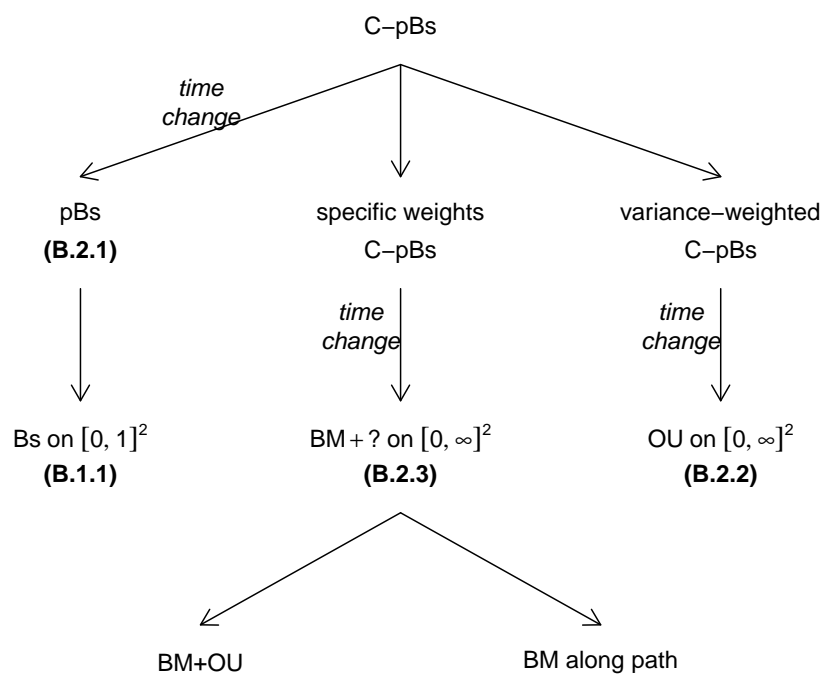 C−pBs
time
change
pBs
(B.2.1)
specific weights
C−pBs
variance−weighted
C−pBs
time
change
time
change
Bs on [0, 1]²
(B.1.1)
BM + ? on [0, ∞]²
(B.2.3)
OU on [0, ∞]²
(B.2.2)
BM+OU
BM along path